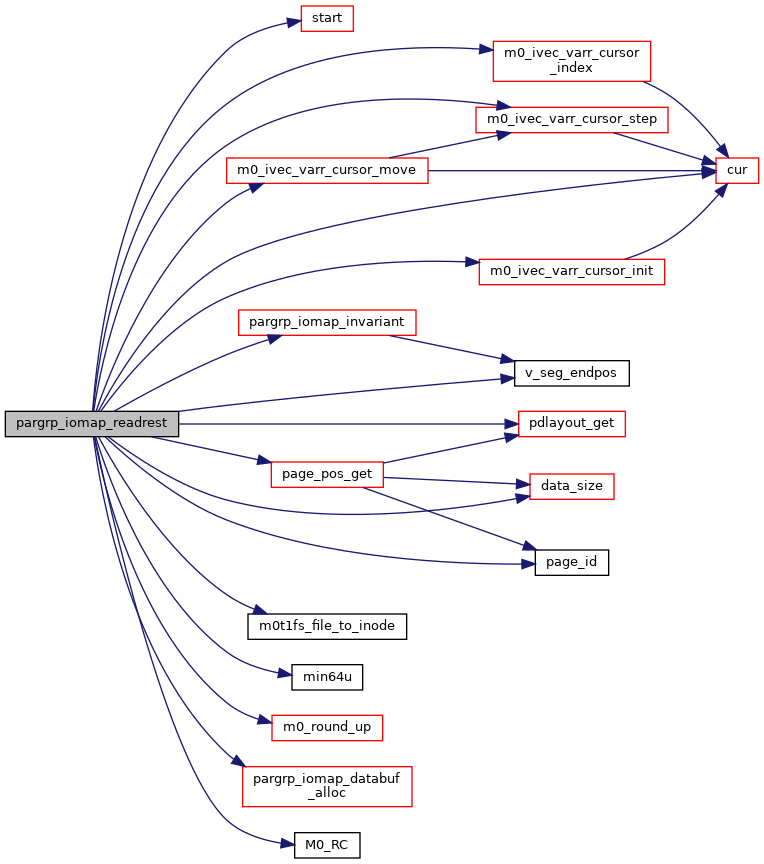 start
m0_ivec_varr_cursor
_index
m0_ivec_varr_cursor_step
m0_ivec_varr_cursor_move
cur
m0_ivec_varr_cursor_init
pargrp_iomap_invariant
v_seg_endpos
pargrp_iomap_readrest
pdlayout_get
page_pos_get
data_size
page_id
m0t1fs_file_to_inode
min64u
m0_round_up
pargrp_iomap_databuf
_alloc
M0_RC